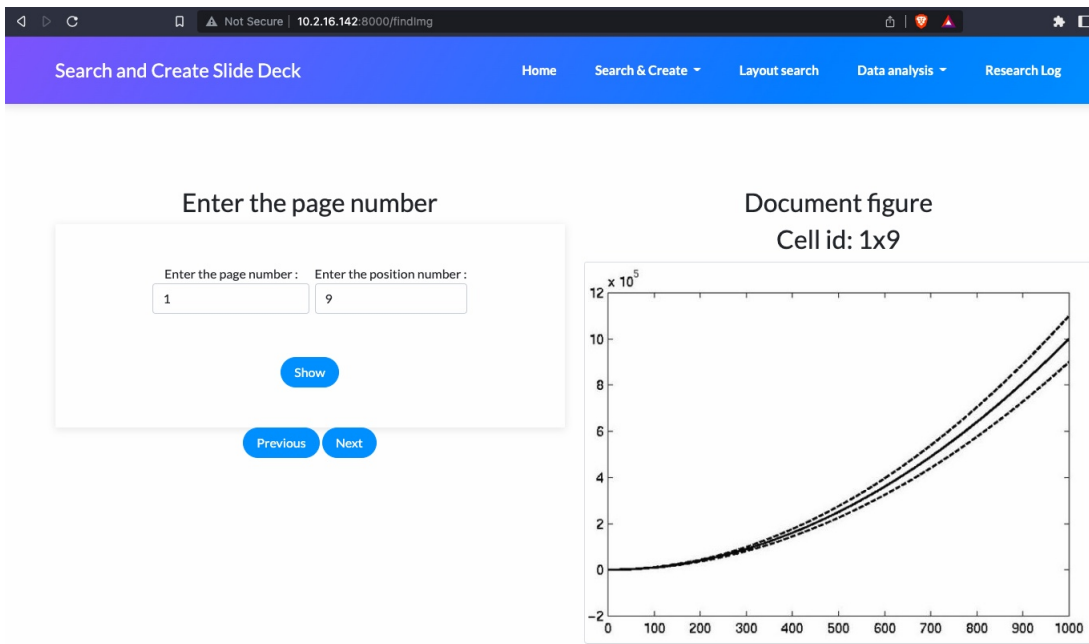 Not Secure | 10.2.16.142:8000/findImg
Search and Create Slide Deck
Home Search & Create Layout search Data analysis Research Log
Enter the page number
Enter the page number : Enter the position number :
1 9
Show
Previous Next
Document figure
Cell id: 1x9
x 10^5
12
10
8
6
4
2
0
-2
0 100 200 300 400 500 600 700 800 900 1000